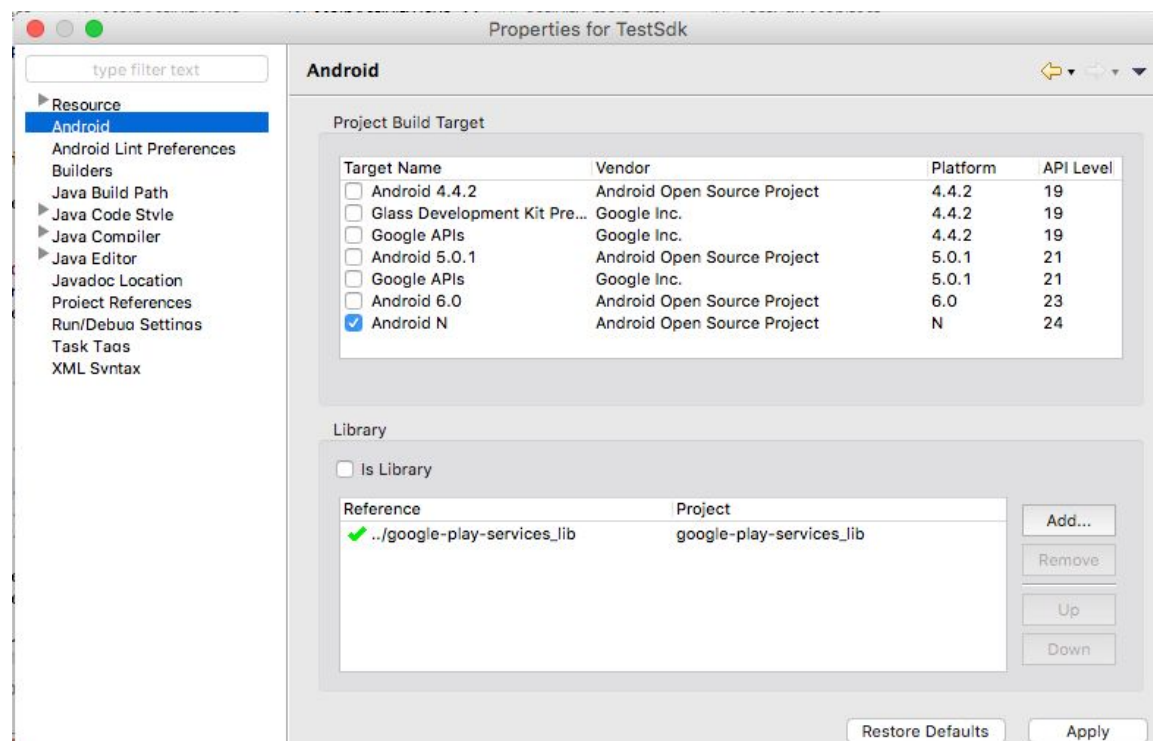 Properties for TestSdk
type filter text
Resource
Android
Android Lint Preferences
Builders
Java Build Path
Java Code Style
Java Compiler
Java Editor
Javadoc Location
Project References
Run/Debug Settings
Task Tags
XML Syntax
Android
Project Build Target
Target Name Vendor Platform API Level
Android 4.4.2 Android Open Source Project 4.4.2 19
Glass Development Kit Pre... Google Inc. 4.4.2 19
Google APIs Google Inc. 4.4.2 19
Android 5.0.1 Android Open Source Project 5.0.1 21
Google APIs Google Inc. 5.0.1 21
Android 6.0 Android Open Source Project 6.0 23
Android N Android Open Source Project N 24
Library
Is Library
Reference Project
../google-play-services_lib google-play-services_lib
Add...
Remove
Up
Down
Restore Defaults Apply